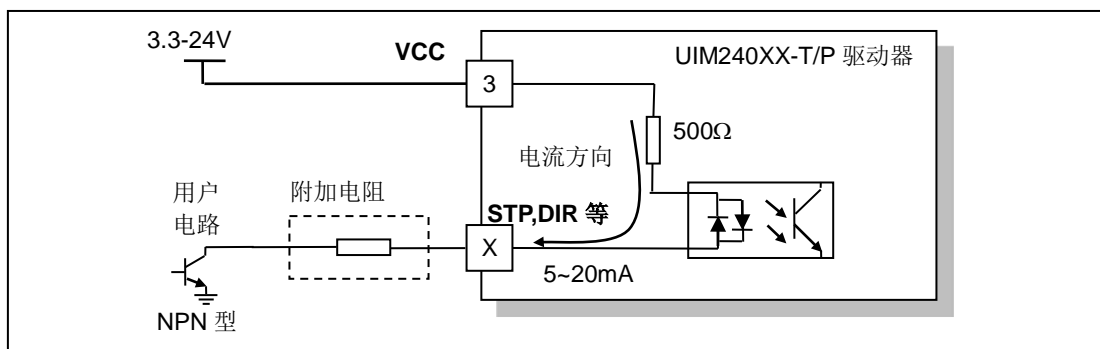 3.3-24V
VCC
UIM240XX-T/P 驱动器
3
500Ω
电流方向
用户
电路
附加电阻
STP,DIR 等
X
5~20mA
NPN 型